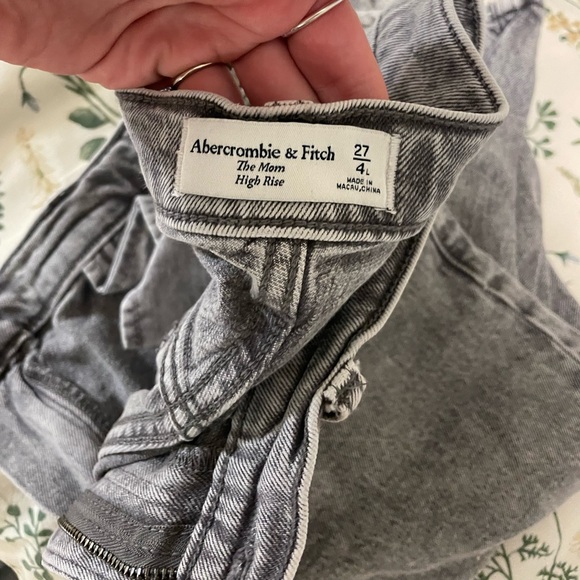 Abercrombie & Fitch
The Mom
High Rise
27
4L
MADE IN
MACAU, CHINA